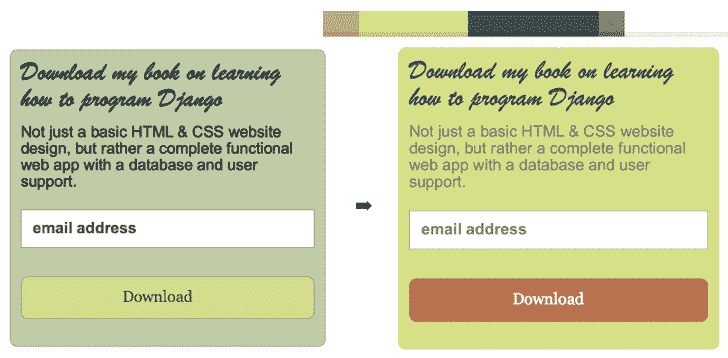 Download my book on learning
how to program Django
Not just a basic HTML & CSS website
design, but rather a complete functional
web app with a database and user
support.
email address
Download
Download my book on learning
how to program Django
Not just a basic HTML & CSS website
design, but rather a complete functional
web app with a database and user
support.
email address
Download